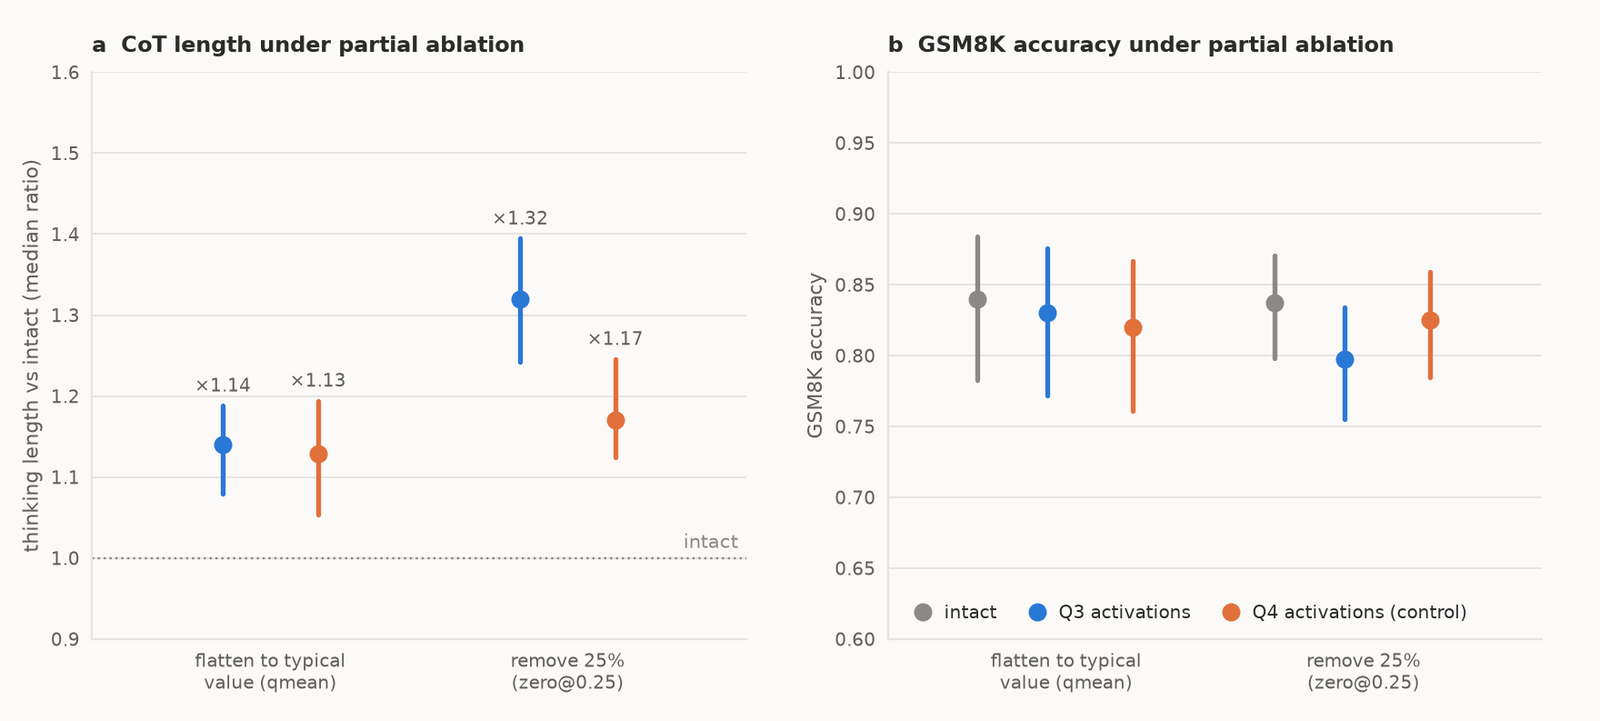 a  CoT length under partial ablation
thinking length vs intact (median ratio)
1.6
1.5
1.4
1.3
1.2
1.1
1.0
0.9
×1.14
×1.13
×1.32
×1.17
intact
flatten to typical
value (qmean)
remove 25%
(zero@0.25)
b  GSM8K accuracy under partial ablation
GSM8K accuracy
1.00
0.95
0.90
0.85
0.80
0.75
0.70
0.65
0.60
intact
Q3 activations
Q4 activations (control)
flatten to typical
value (qmean)
remove 25%
(zero@0.25)